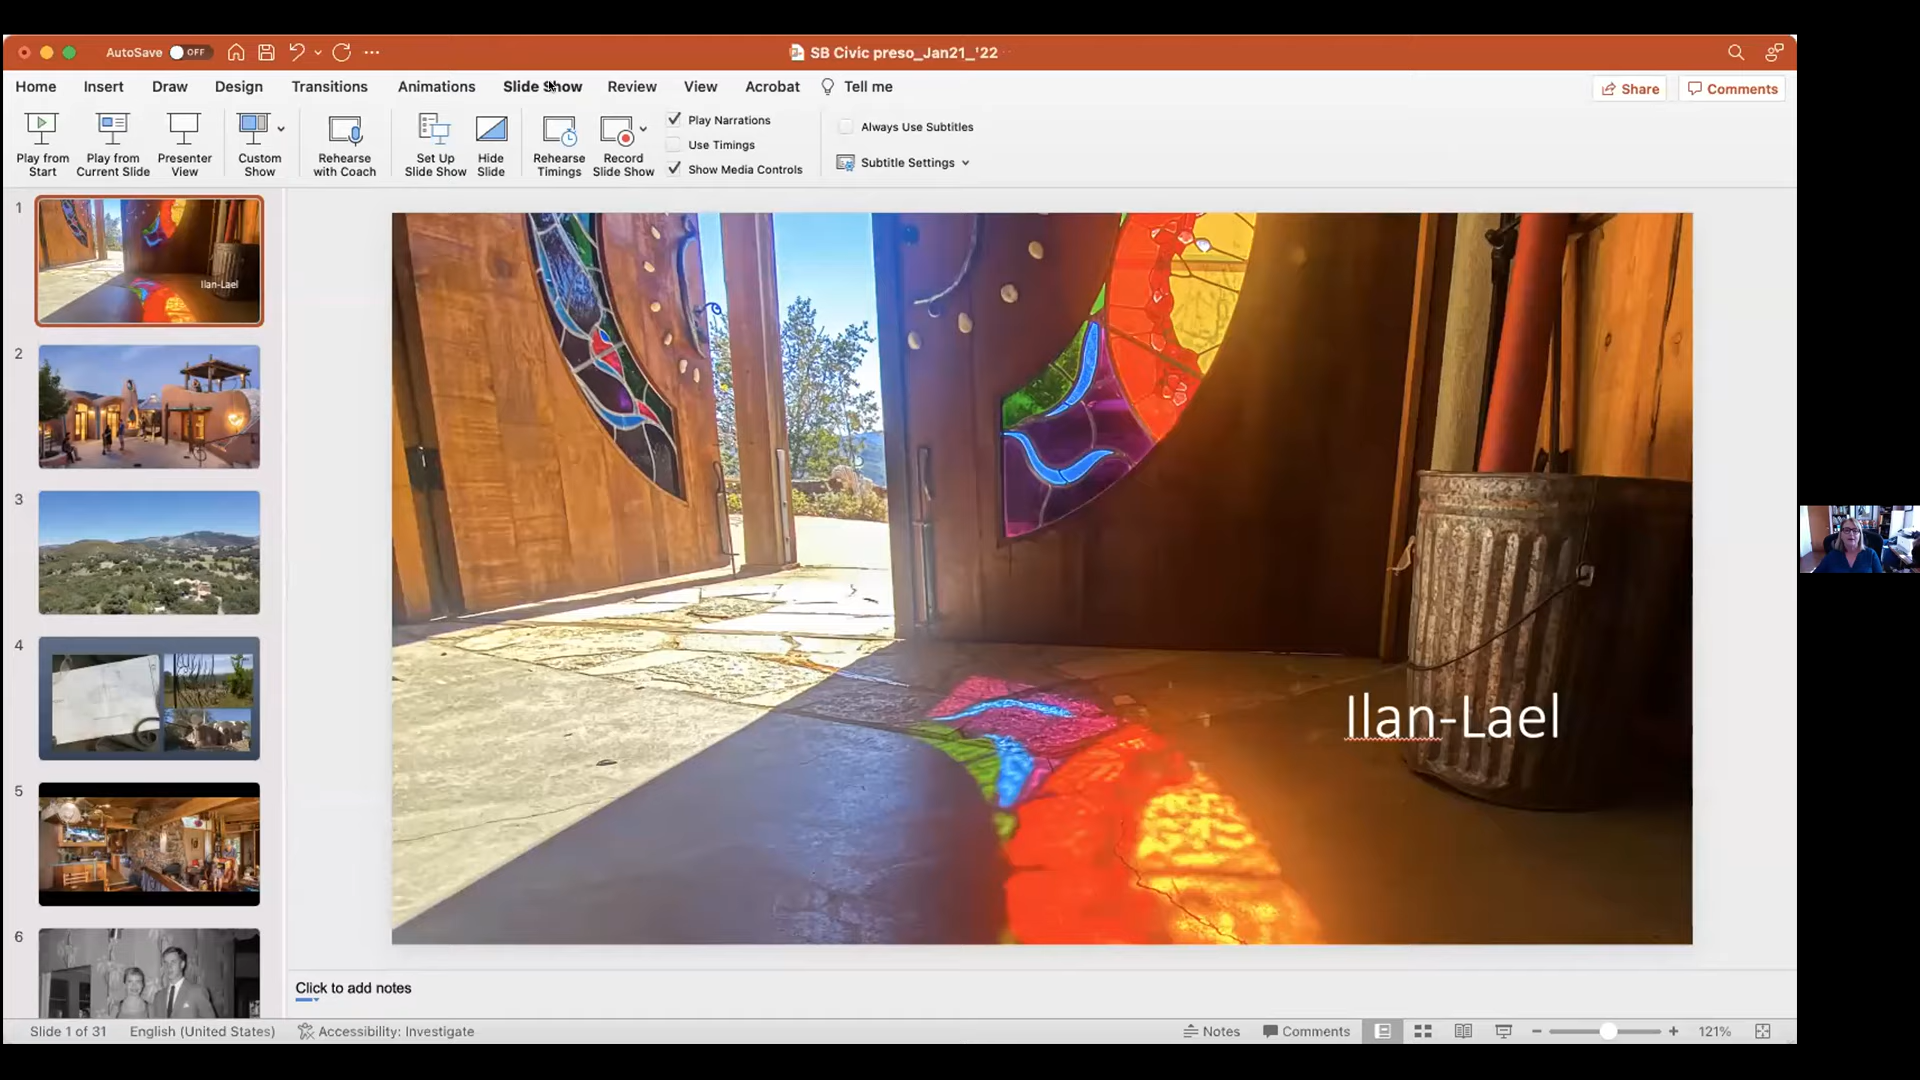 AutoSave OFF
SB Civic preso_Jan21_'22
Home Insert Draw Design Transitions Animations Slide Show Review View Acrobat Tell me
Share Comments
Play from Start
Play from Current Slide
Presenter View
Custom Show
Rehearse with Coach
Set Up Slide Show
Hide Slide
Rehearse Timings
Record Slide Show
Play Narrations
Use Timings
Show Media Controls
Always Use Subtitles
Subtitle Settings
1
Ilan-Lael
2
3
4
5
6
Ilan-Lael
Click to add notes
Slide 1 of 31 English (United States) Accessibility: Investigate
Notes Comments 121%